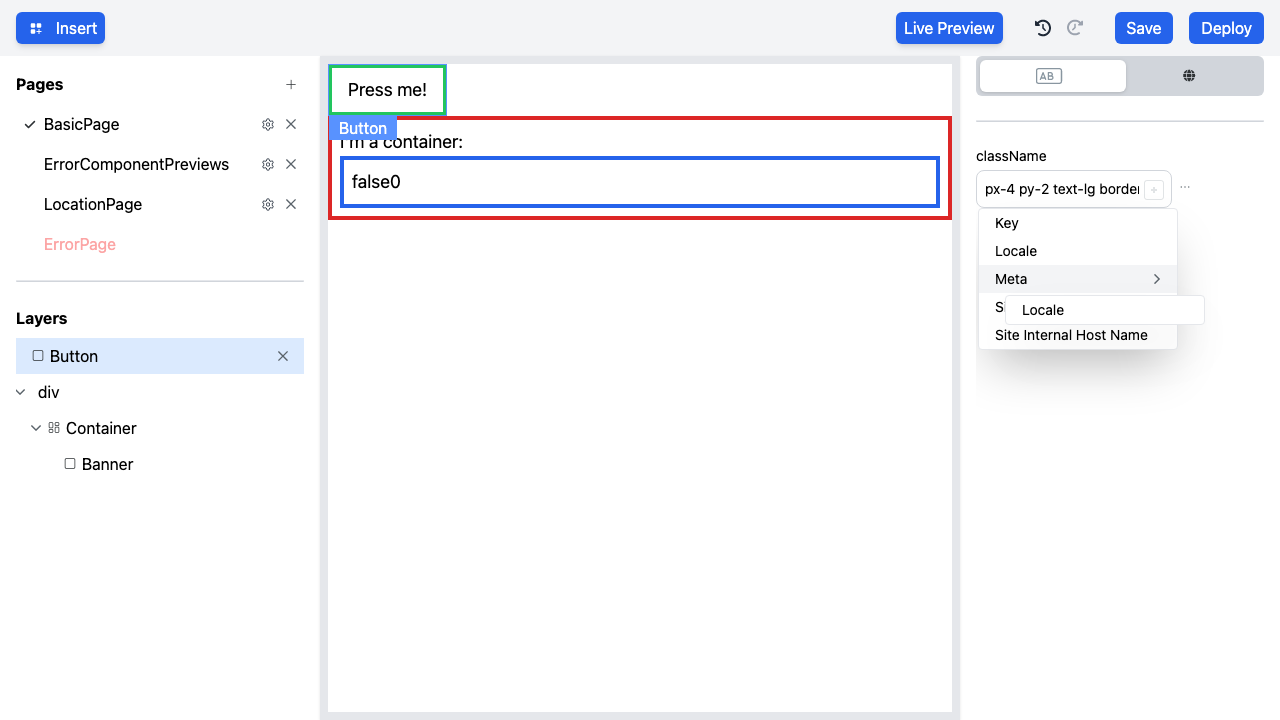 Insert
Live Preview
Save
Deploy
Pages
BasicPage
ErrorComponentPreviews
LocationPage
ErrorPage
Layers
Button
div
Container
Banner
Press me!
Button
I'm a container:
false0
AB
className
px-4 py-2 text-lg border
Key
Locale
Meta
Locale
Site Internal Host Name